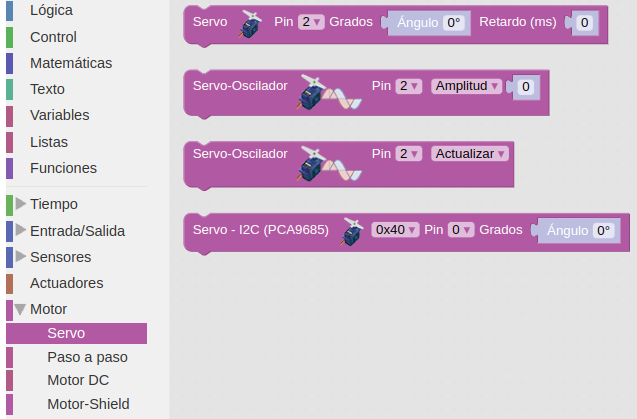 Lógica
Control
Matemáticas
Texto
Variables
Listas
Funciones
Tiempo
Entrada/Salida
Sensores
Actuadores
Motor
Servo
Paso a paso
Motor DC
Motor-Shield
Servo Pin 2 Grados Ángulo 0° Retardo (ms) 0
Servo-Oscilador Pin 2 Amplitud 0
Servo-Oscilador Pin 2 Actualizar
Servo - I2C (PCA9685) 0x40 Pin 0 Grados Ángulo 0°